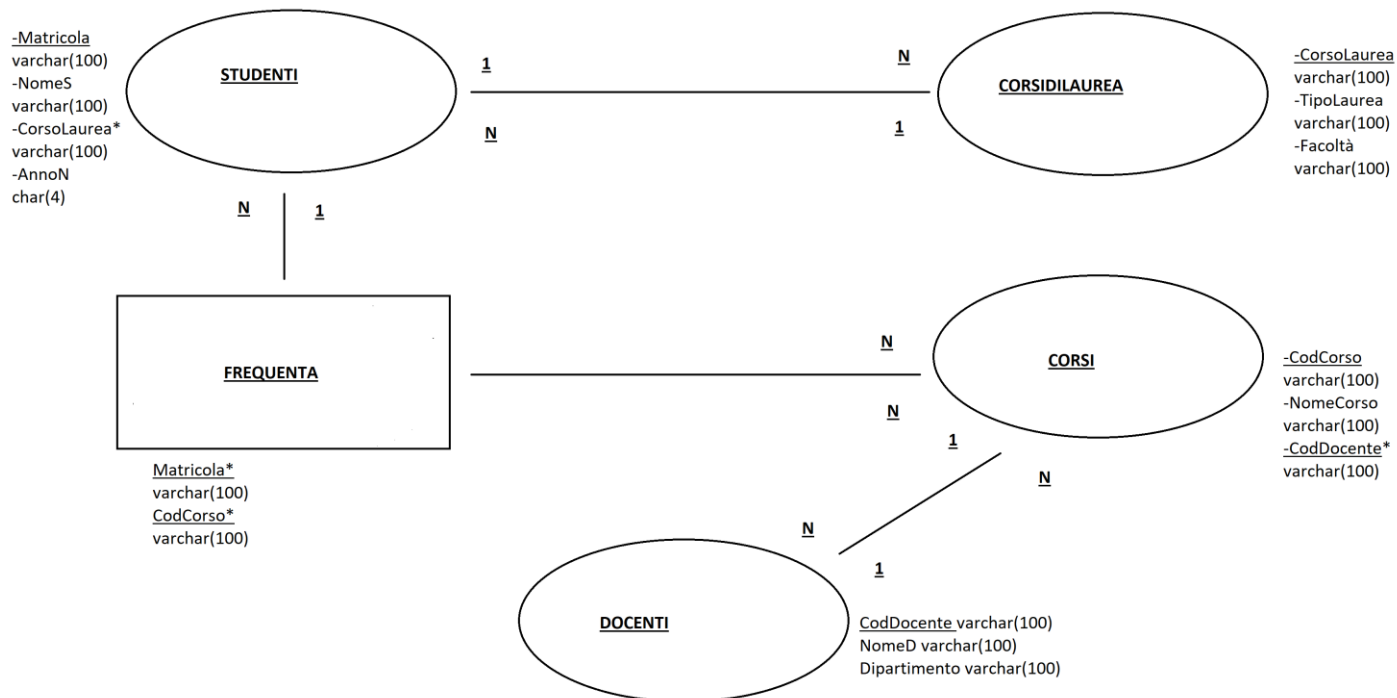 -Matricola
varchar(100)
-NomeS
varchar(100)
-CorsoLaurea*
varchar(100)
-AnnoN
char(4)
STUDENTI
1
N
N
1
CORSIDILAUREA
-CorsoLaurea
varchar(100)
-TipoLaurea
varchar(100)
-Facoltà
varchar(100)
N
1
FREQUENTA
Matricola*
varchar(100)
CodCorso*
varchar(100)
N
N
CORSI
-CodCorso
varchar(100)
-NomeCorso
varchar(100)
-CodDocente*
varchar(100)
1
N
N
1
DOCENTI
CodDocente varchar(100)
NomeD varchar(100)
Dipartimento varchar(100)